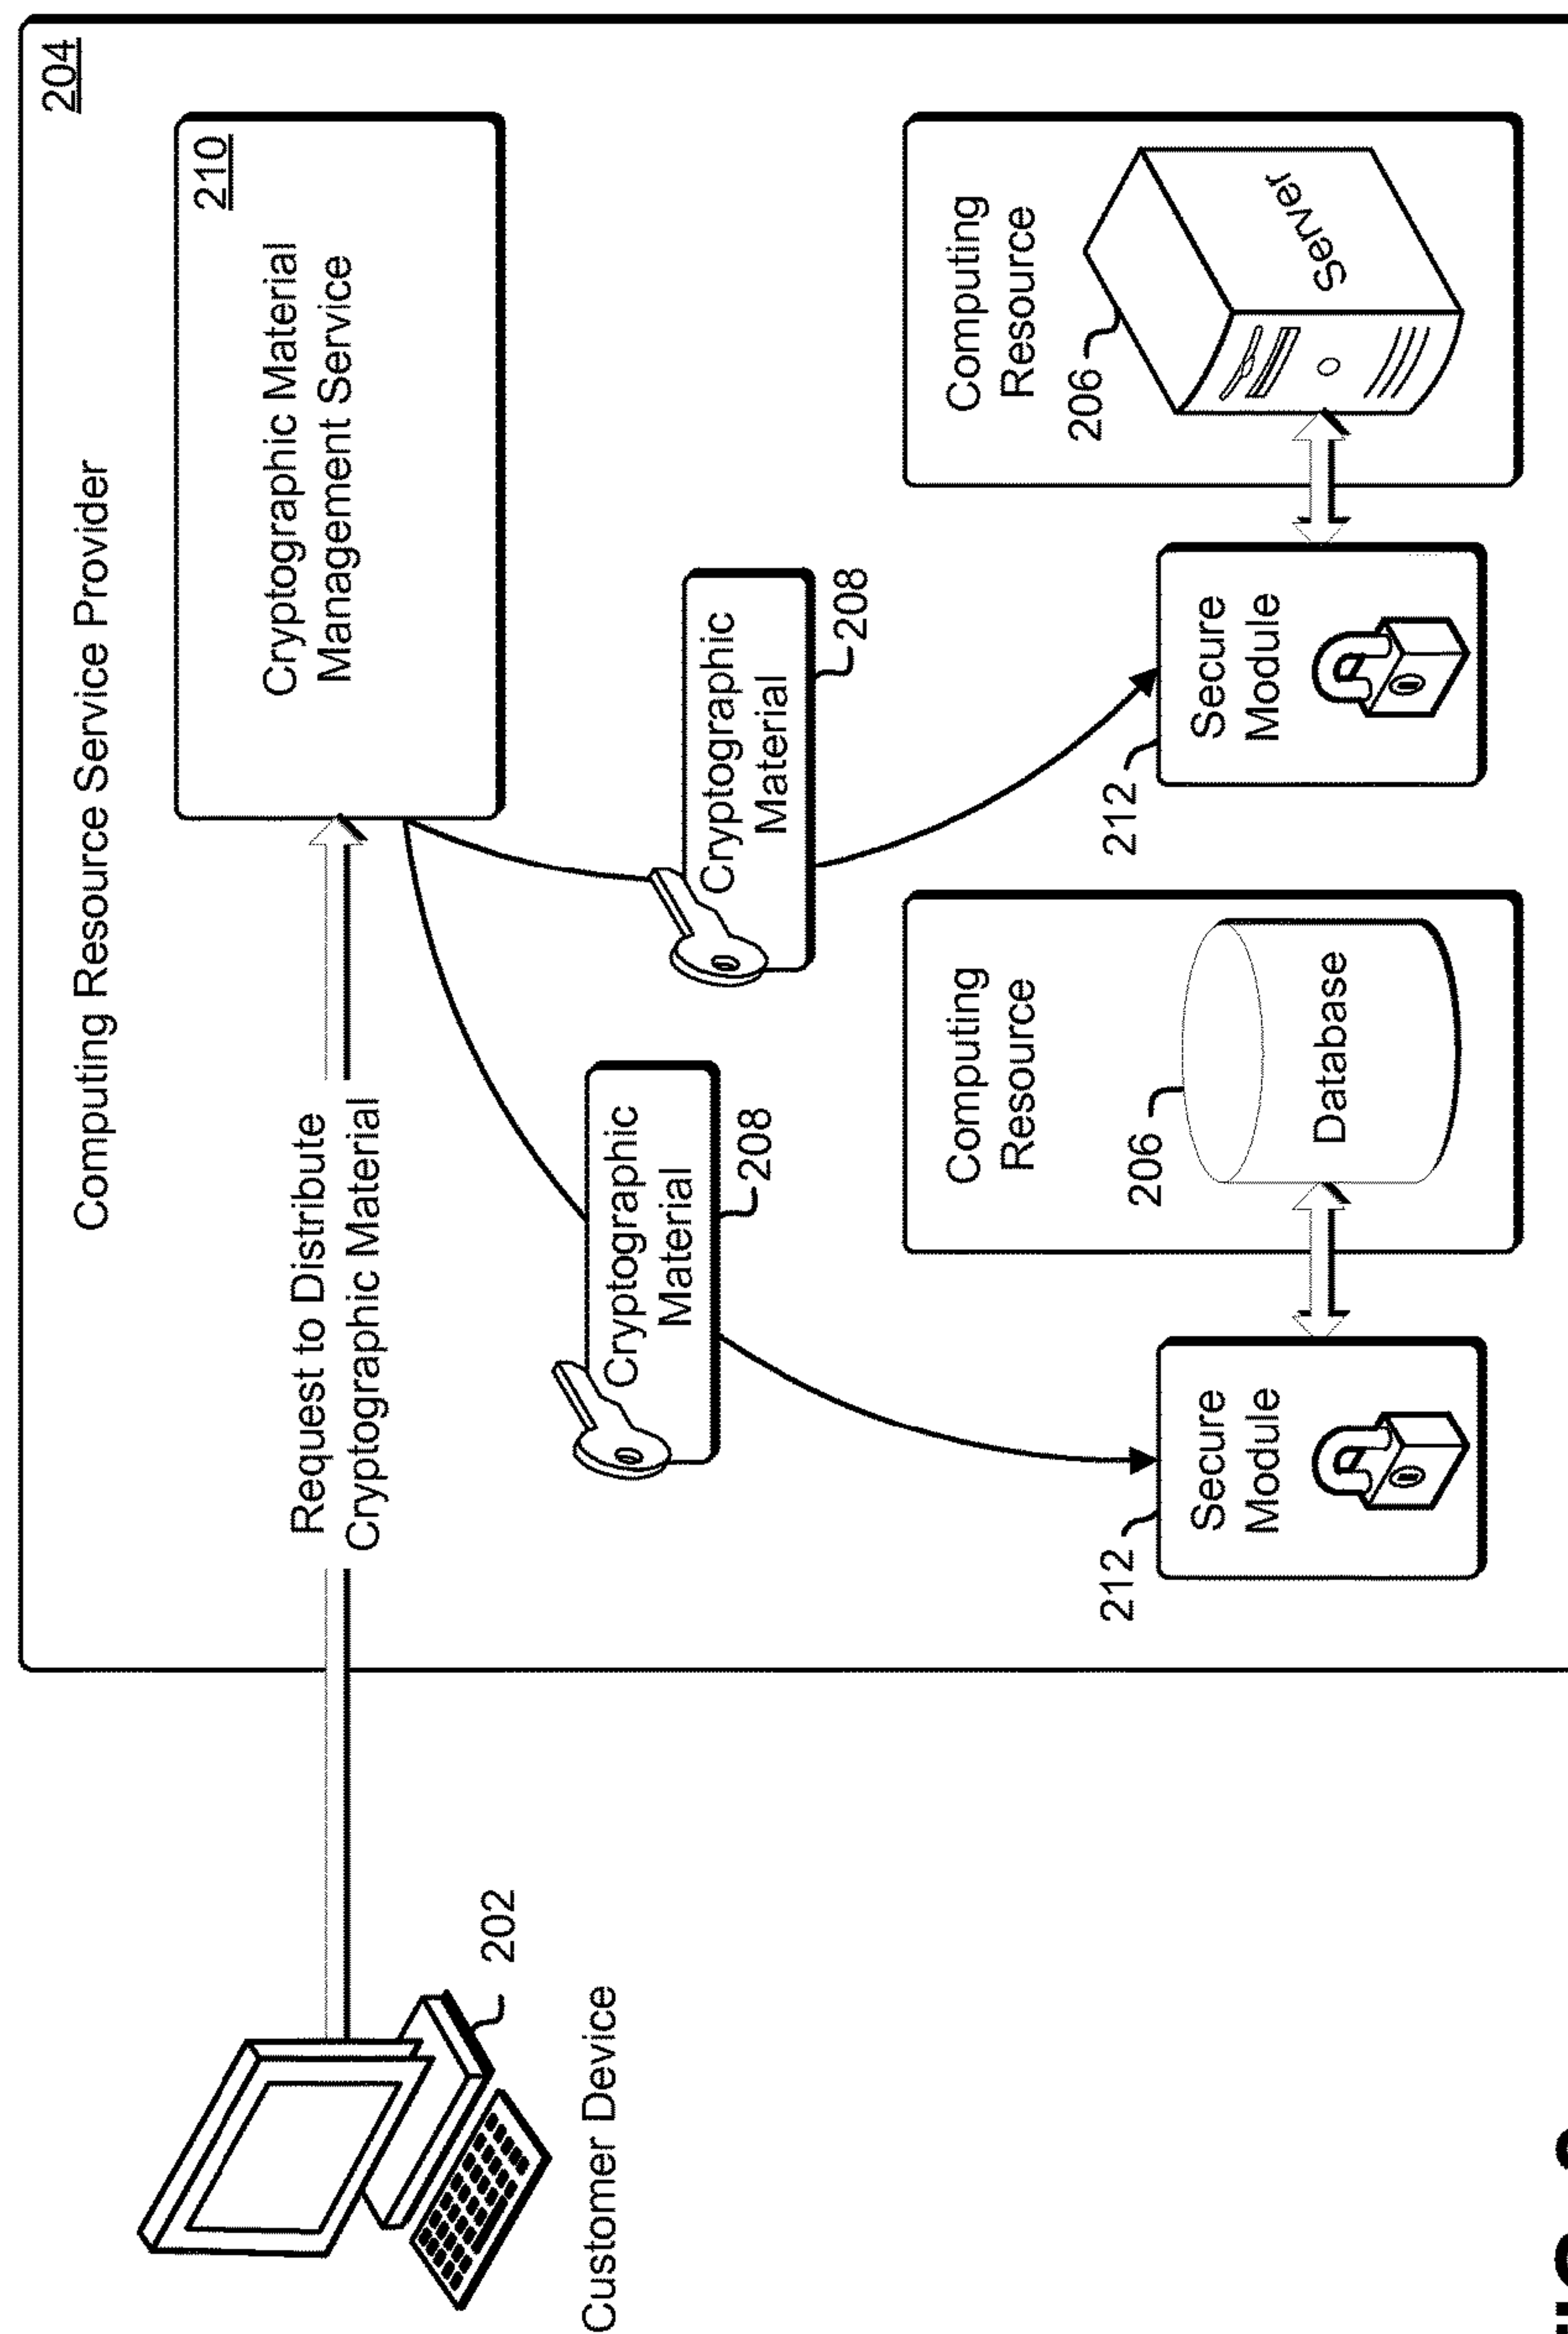 204
Computing Resource Service Provider
210
Cryptographic Material
Management Service
Request to Distribute
Cryptographic Material
202
Customer Device
Cryptographic
Material
208
Cryptographic
Material
208
212
Secure
Module
Computing
Resource
206
Database
212
Secure
Module
Computing
Resource
206
Server